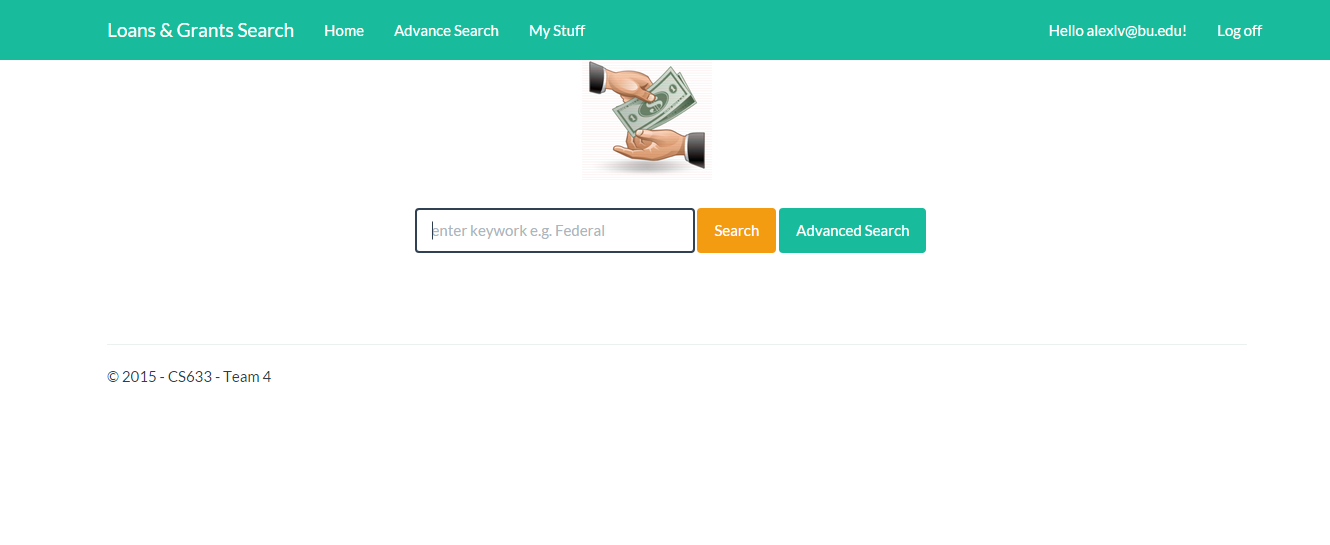 Loans & Grants Search Home Advance Search My Stuff Hello alexlv@bu.edu! Log off
enter keywork e.g. Federal Search Advanced Search
© 2015 - CS633 - Team 4